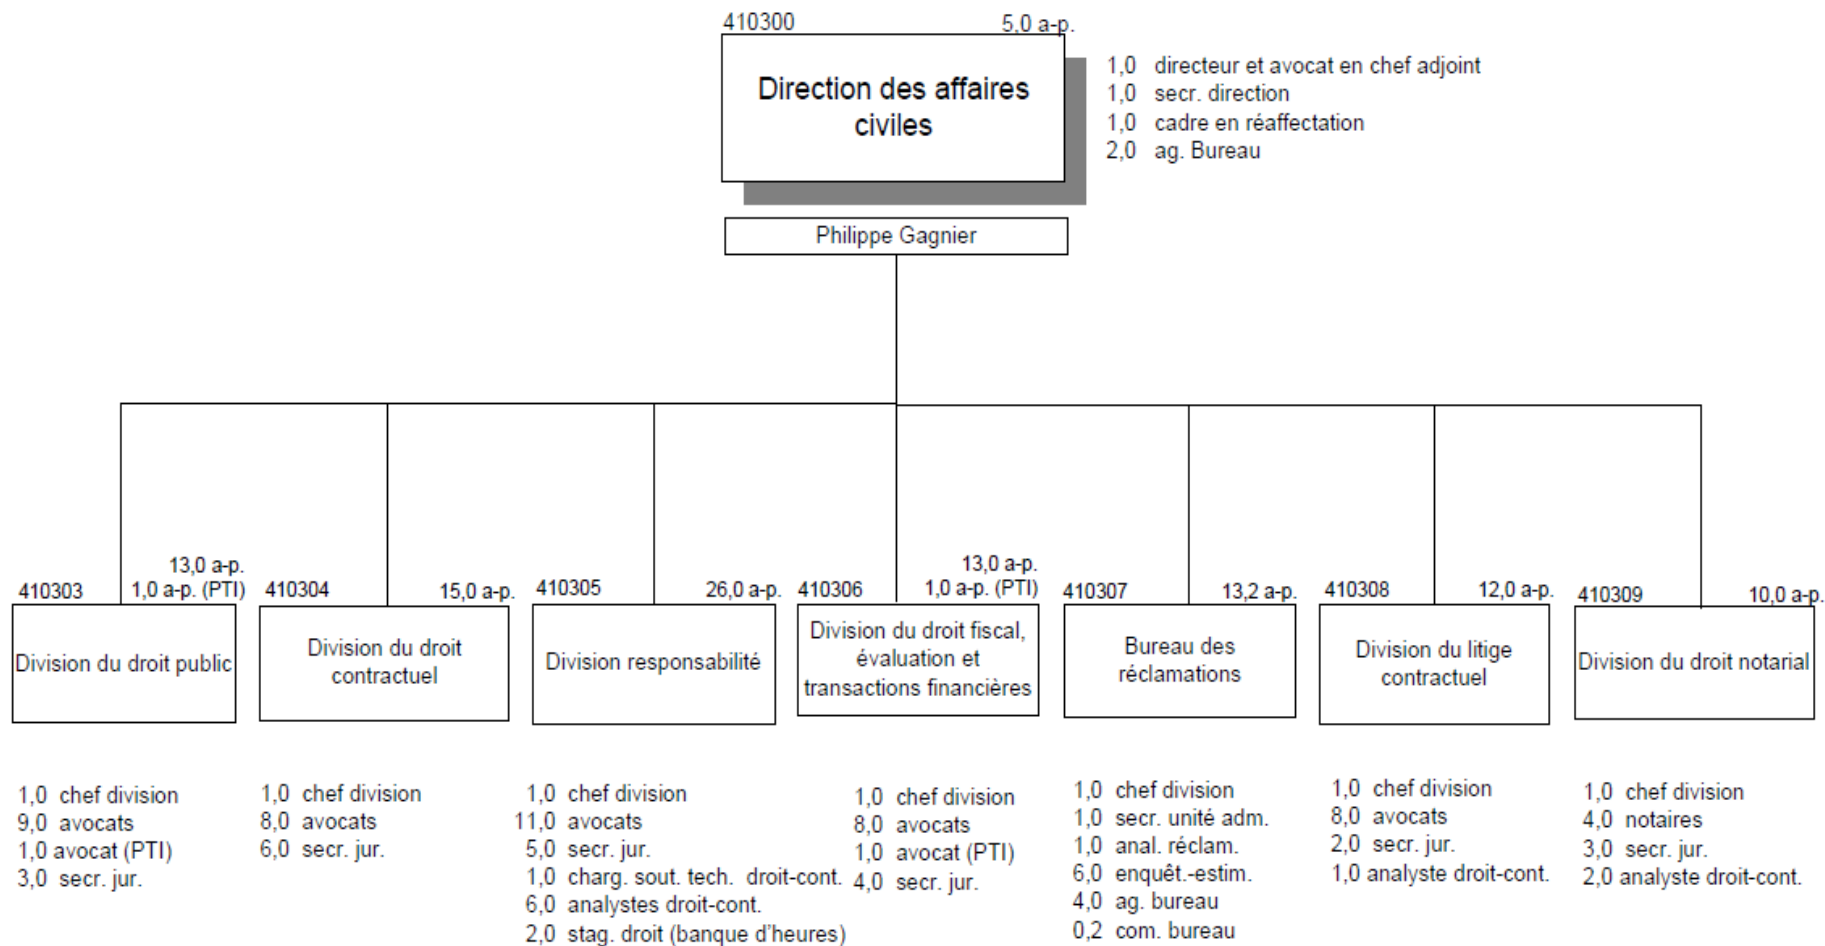 410300 5,0 a-p.
Direction des affaires
civiles
1,0 directeur et avocat en chef adjoint
1,0 secr. direction
1,0 cadre en réaffectation
2,0 ag. Bureau
Philippe Gagnier
13,0 a-p.
410303 1,0 a-p. (PTI)
Division du droit public
1,0 chef division
9,0 avocats
1,0 avocat (PTI)
3,0 secr. jur.
410304 15,0 a-p.
Division du droit
contractuel
1,0 chef division
8,0 avocats
6,0 secr. jur.
410305 26,0 a-p.
Division responsabilité
1,0 chef division
11,0 avocats
5,0 secr. jur.
1,0 charg. sout. tech. droit-cont.
6,0 analystes droit-cont.
2,0 stag. droit (banque d'heures)
13,0 a-p.
410306 1,0 a-p. (PTI)
Division du droit fiscal,
évaluation et
transactions financières
1,0 chef division
8,0 avocats
1,0 avocat (PTI)
4,0 secr. jur.
410307 13,2 a-p.
Bureau des
réclamations
1,0 chef division
1,0 secr. unité adm.
1,0 anal. réclam.
6,0 enquêt.-estim.
4,0 ag. bureau
0,2 com. bureau
410308 12,0 a-p.
Division du litige
contractuel
1,0 chef division
8,0 avocats
2,0 secr. jur.
1,0 analyste droit-cont.
410309 10,0 a-p.
Division du droit notarial
1,0 chef division
4,0 notaires
3,0 secr. jur.
2,0 analyste droit-cont.